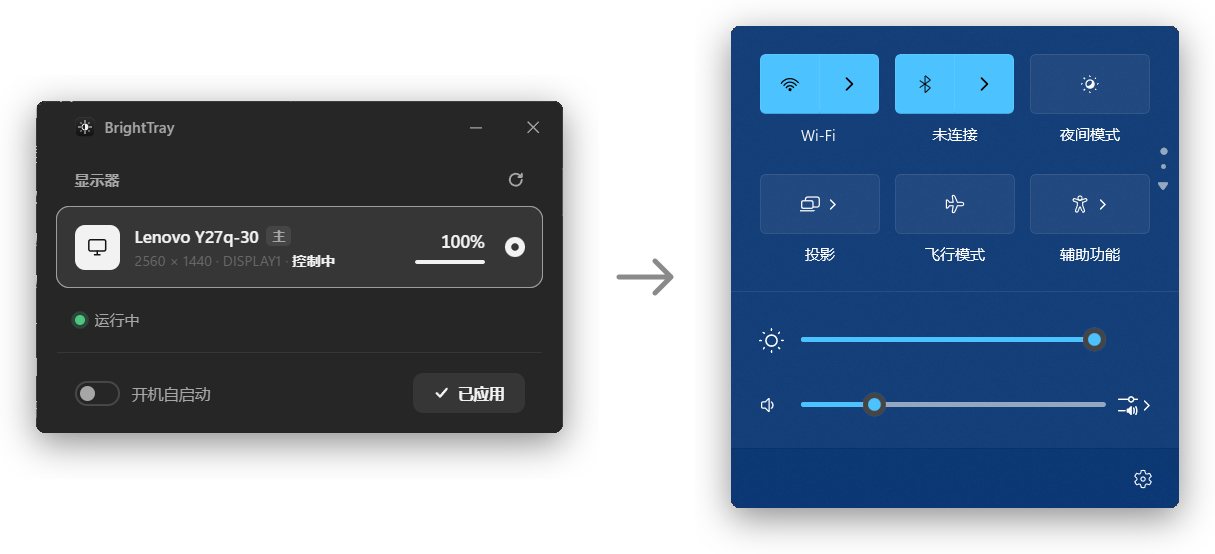 BrightTray
显示器
Lenovo Y27q-30 主
2560 × 1440 · DISPLAY1 · 控制中
100%
运行中
开机自启动
已应用
Wi-Fi
未连接
夜间模式
投影
飞行模式
辅助功能